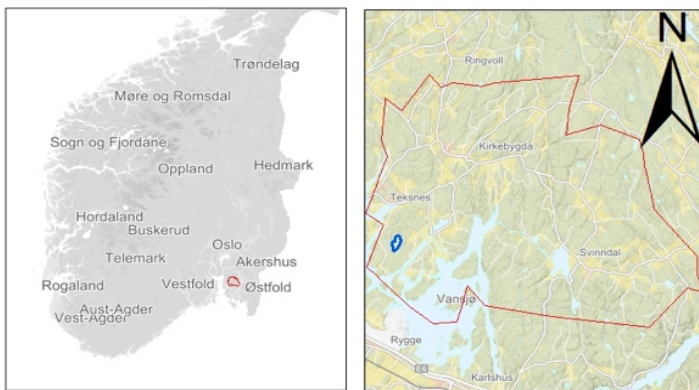 Trøndelag
Møre og Romsdal
Sogn og Fjordane
Oppland
Hedmark
Hordaland
Buskerud
Oslo
Telemark
Akershus
Rogaland
Vestfold
Østfold
Aust-Agder
Vest-Agder
N
Ringvoll
Kirkebygda
Teksnes
Svinndal
Vansjø
Rygge
E6
Karlshus